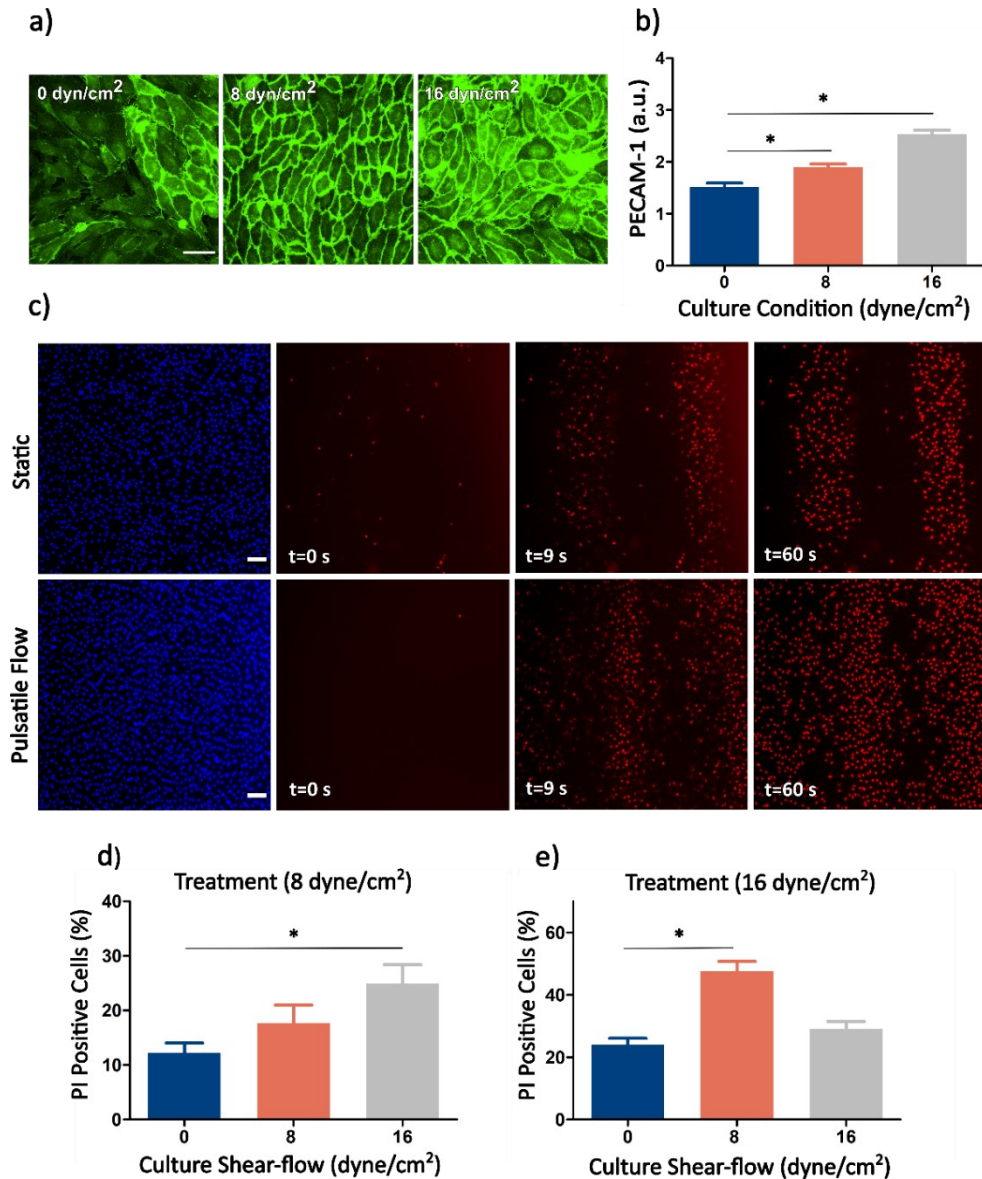 a)
0 dyn/cm²
8 dyn/cm²
16 dyn/cm²
b)
PECAM-1 (a.u.)
4
3
2
1
0
*
*
0 8 16
Culture Condition (dyne/cm²)
c)
Static
t=0 s
t=9 s
t=60 s
Pulsatile Flow
t=0 s
t=9 s
t=60 s
d)
Treatment (8 dyne/cm²)
PI Positive Cells (%)
40
30
20
10
0
*
0 8 16
Culture Shear-flow (dyne/cm²)
e)
Treatment (16 dyne/cm²)
PI Positive Cells (%)
60
40
20
0
*
0 8 16
Culture Shear-flow (dyne/cm²)